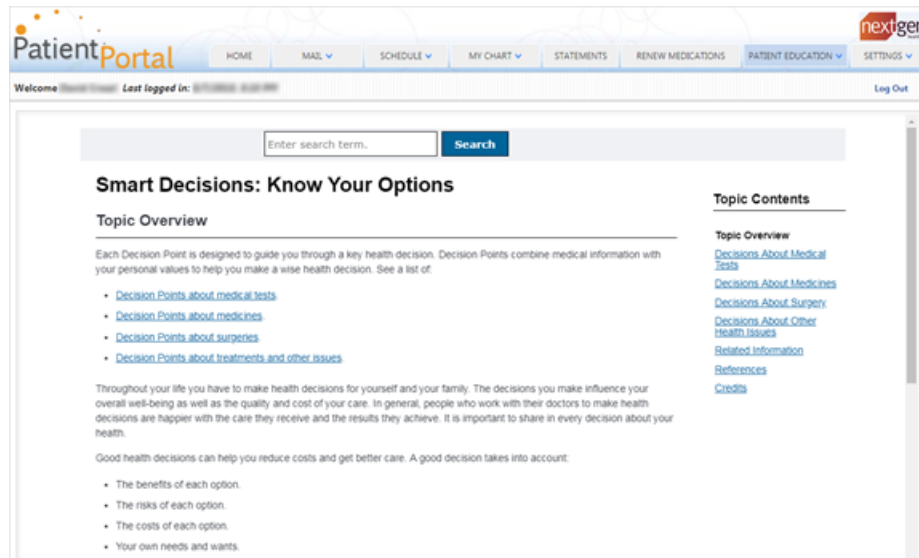 nextgen
PatientPortal
HOME MAIL SCHEDULE MY CHART STATEMENTS RENEW MEDICATIONS PATIENT EDUCATION SETTINGS
Welcome Last logged in:
Log Out
Enter search term. Search
Smart Decisions: Know Your Options
Topic Overview
Each Decision Point is designed to guide you through a key health decision. Decision Points combine medical information with
your personal values to help you make a wise health decision. See a list of:
• Decision Points about medical tests.
• Decision Points about medicines.
• Decision Points about surgeries.
• Decision Points about treatments and other issues.
Throughout your life you have to make health decisions for yourself and your family. The decisions you make influence your
overall well-being as well as the quality and cost of your care. In general, people who work with their doctors to make health
decisions are happier with the care they receive and the results they achieve. It is important to share in every decision about your
health.
Good health decisions can help you reduce costs and get better care. A good decision takes into account:
• The benefits of each option.
• The risks of each option.
• The costs of each option.
• Your own needs and wants.
Topic Contents
Topic Overview
Decisions About Medical
Tests
Decisions About Medicines
Decisions About Surgery
Decisions About Other
Health Issues
Related Information
References
Credits